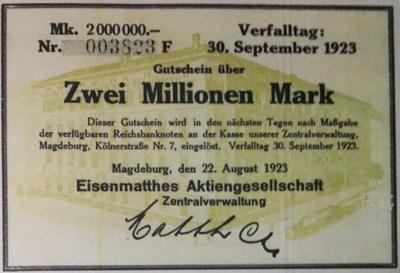 Mk. 2000000.– Verfalltag:
Nr. 003823 F 30. September 1923
Gutschein über
Zwei Millionen Mark
Dieser Gutschein wird in den nächsten Tagen nach Maßgabe
der verfügbaren Reichsbanknoten an der Kasse unserer Zentralverwaltung,
Magdeburg, Kölnerstraße Nr. 7, eingelöst. Verfalltag 30. September 1923.
Magdeburg, den 22. August 1923
Eisenmatthes Aktiengesellschaft
Zentralverwaltung